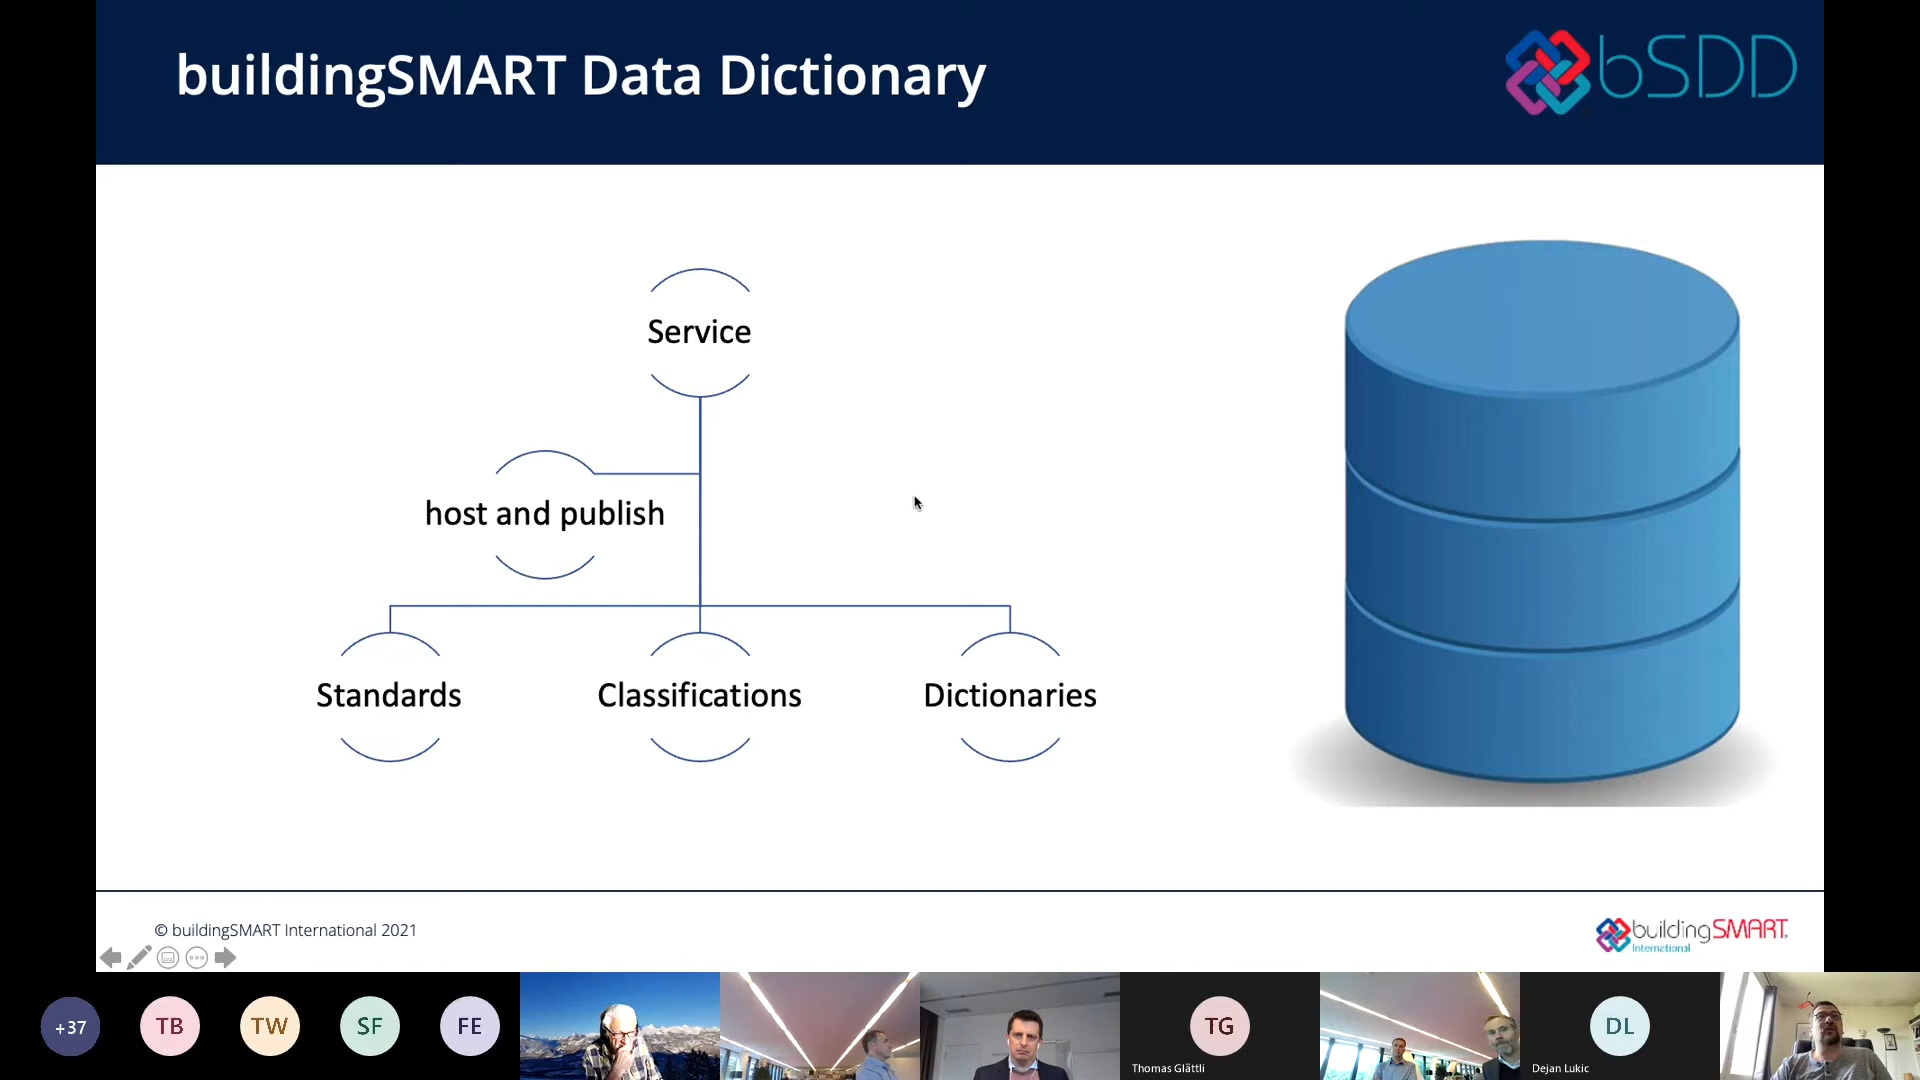 buildingSMART Data Dictionary
bSDD
Service
host and publish
Standards
Classifications
Dictionaries
© buildingSMART International 2021
buildingSMART
International
+37
TB
TW
SF
FE
TG
Thomas Glättli
DL
Dejan Lukic